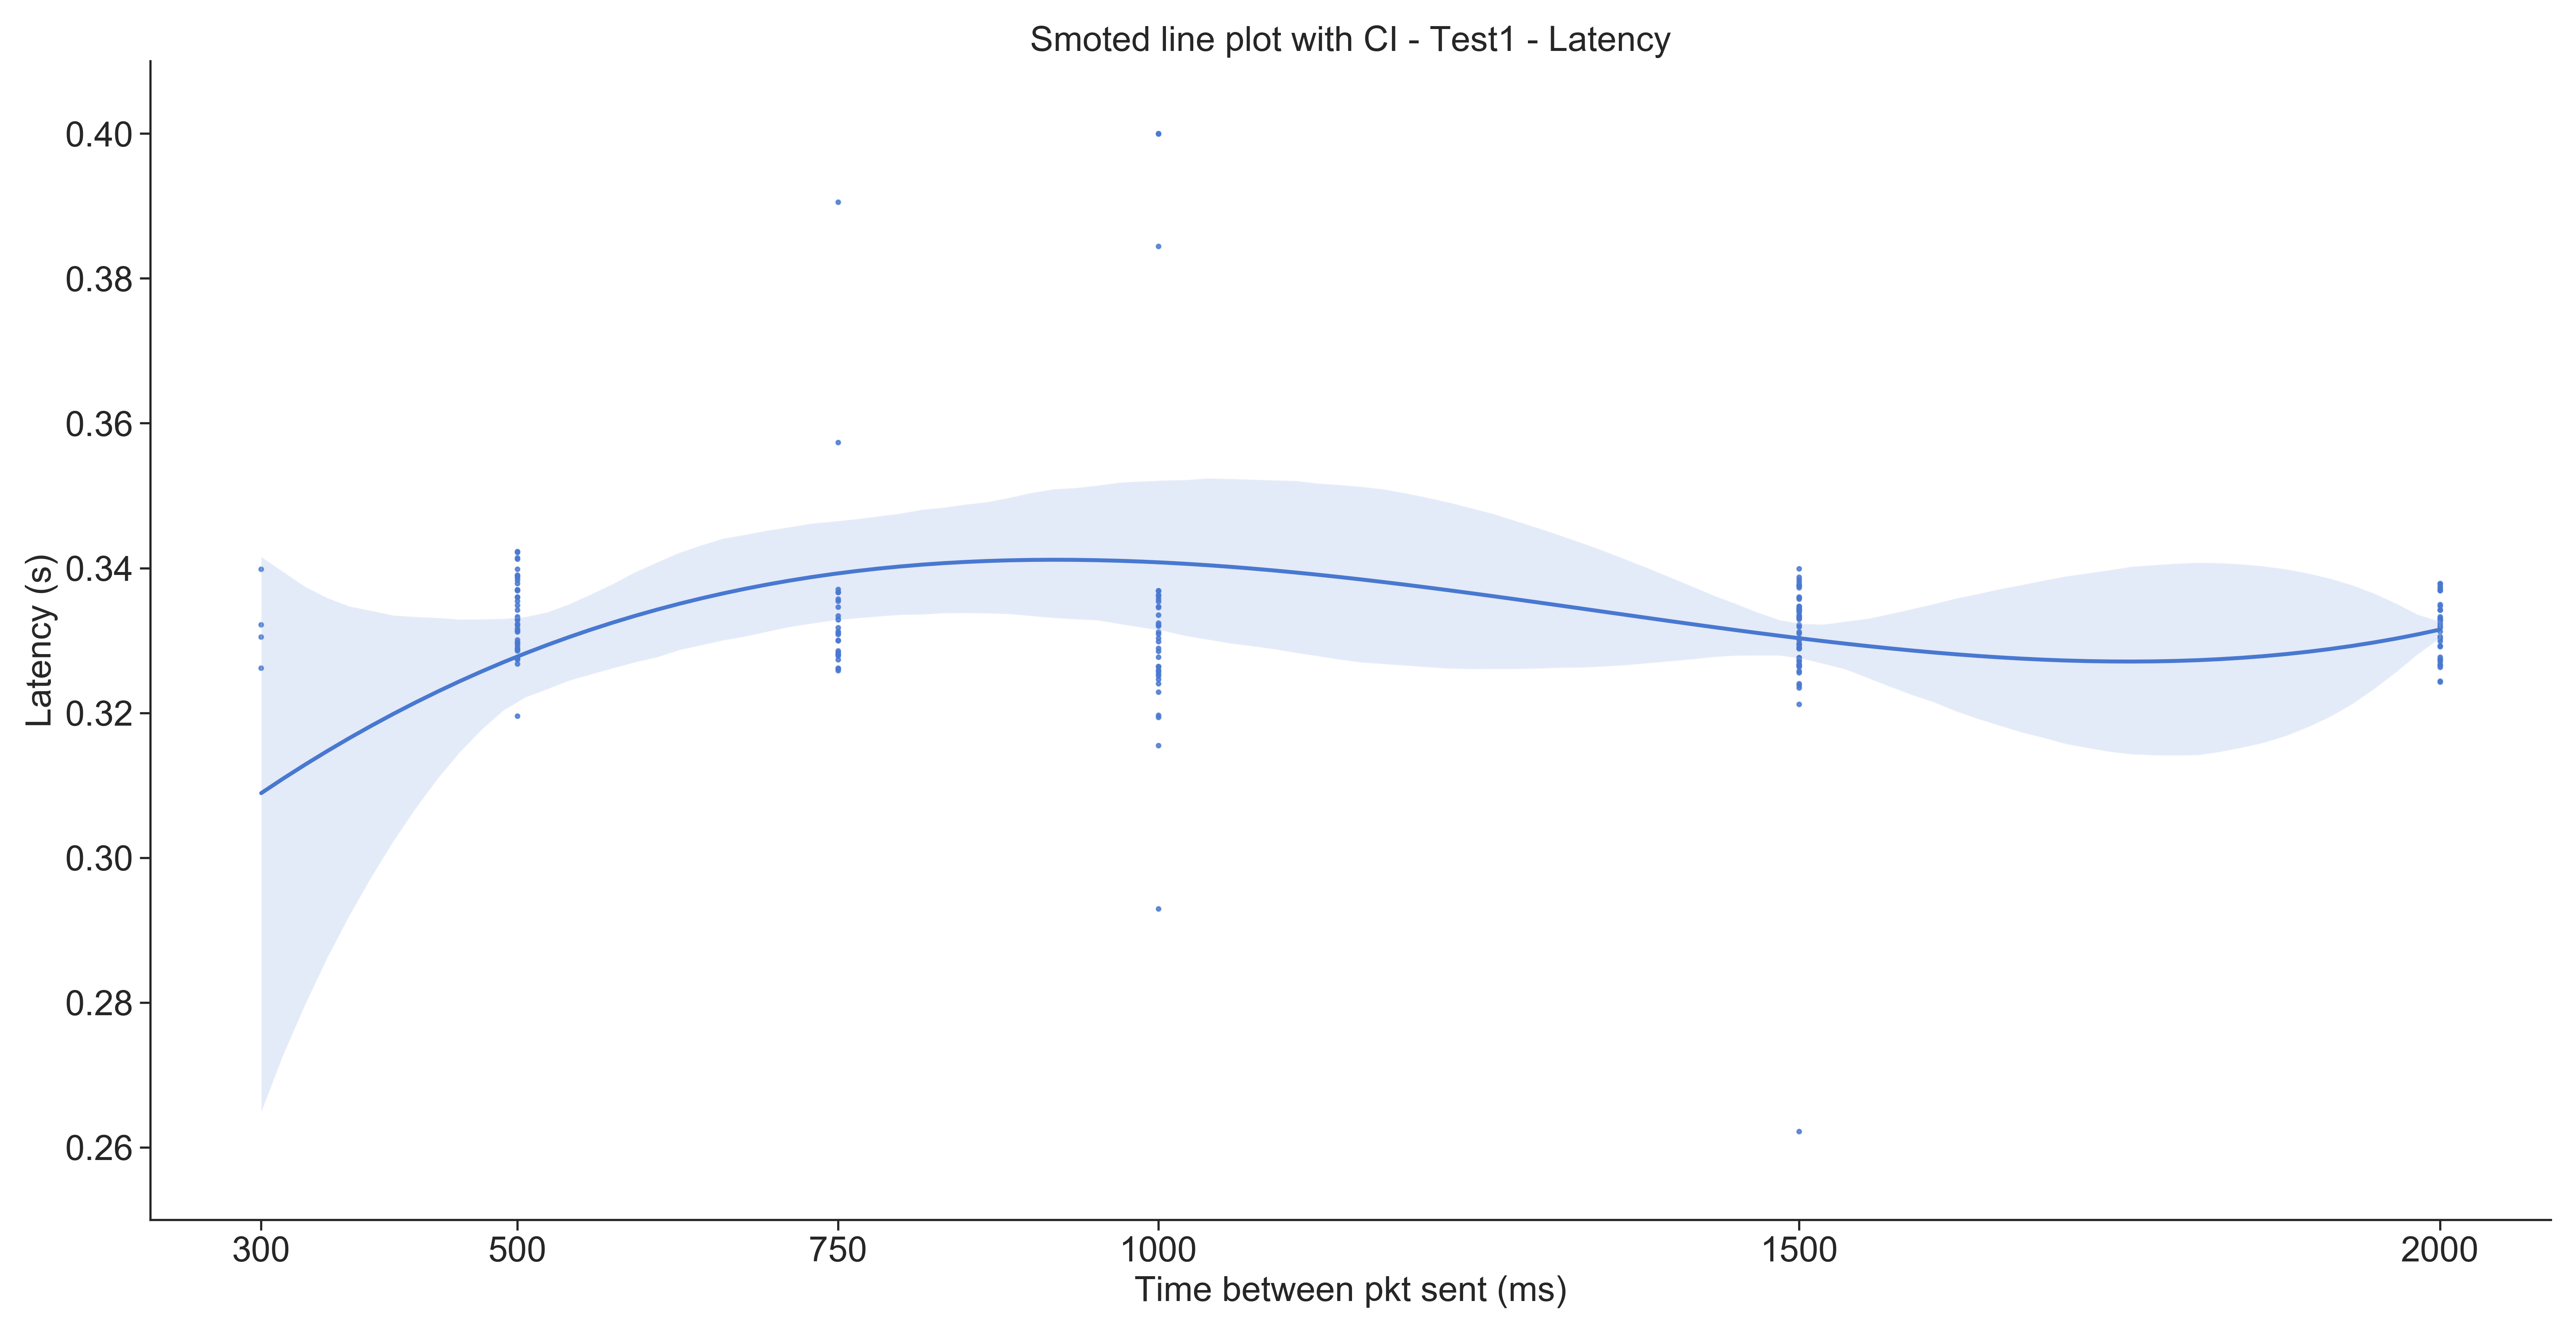 Smoted line plot with CI - Test1 - Latency
0.40
0.38
0.36
0.34
0.32
0.30
0.28
0.26
Latency (s)
300 500 750 1000 1500 2000
Time between pkt sent (ms)